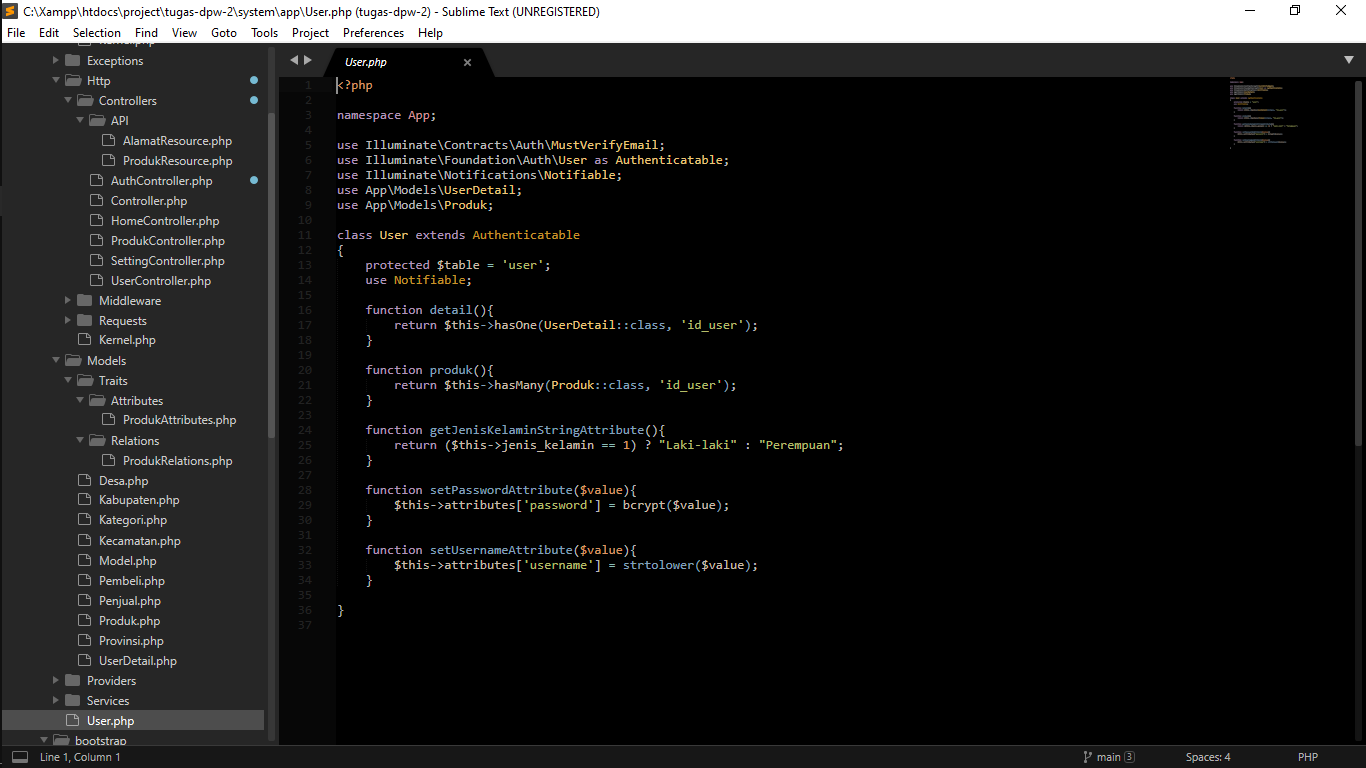 C:\Xampp\htdocs\project\tugas-dpw-2\system\app\User.php (tugas-dpw-2) - Sublime Text (UNREGISTERED)
File Edit Selection Find View Goto Tools Project Preferences Help
Kernel.php
Exceptions
Http
Controllers
API
AlamatResource.php
ProdukResource.php
AuthController.php
Controller.php
HomeController.php
ProdukController.php
SettingController.php
UserController.php
Middleware
Requests
Kernel.php
Models
Traits
Attributes
ProdukAttributes.php
Relations
ProdukRelations.php
Desa.php
Kabupaten.php
Kategori.php
Kecamatan.php
Model.php
Pembeli.php
Penjual.php
Produk.php
Provinsi.php
UserDetail.php
Providers
Services
User.php
bootstrap
User.php ×
1 <?php
2
3 namespace App;
4
5 use Illuminate\Contracts\Auth\MustVerifyEmail;
6 use Illuminate\Foundation\Auth\User as Authenticatable;
7 use Illuminate\Notifications\Notifiable;
8 use App\Models\UserDetail;
9 use App\Models\Produk;
10
11 class User extends Authenticatable
12 {
13     protected $table = 'user';
14     use Notifiable;
15
16     function detail(){
17         return $this->hasOne(UserDetail::class, 'id_user');
18     }
19
20     function produk(){
21         return $this->hasMany(Produk::class, 'id_user');
22     }
23
24     function getJenisKelaminStringAttribute(){
25         return ($this->jenis_kelamin == 1) ? "Laki-laki" : "Perempuan";
26     }
27
28     function setPasswordAttribute($value){
29         $this->attributes['password'] = bcrypt($value);
30     }
31
32     function setUsernameAttribute($value){
33         $this->attributes['username'] = strtolower($value);
34     }
35
36 }
37
Line 1, Column 1 main 3 Spaces: 4 PHP